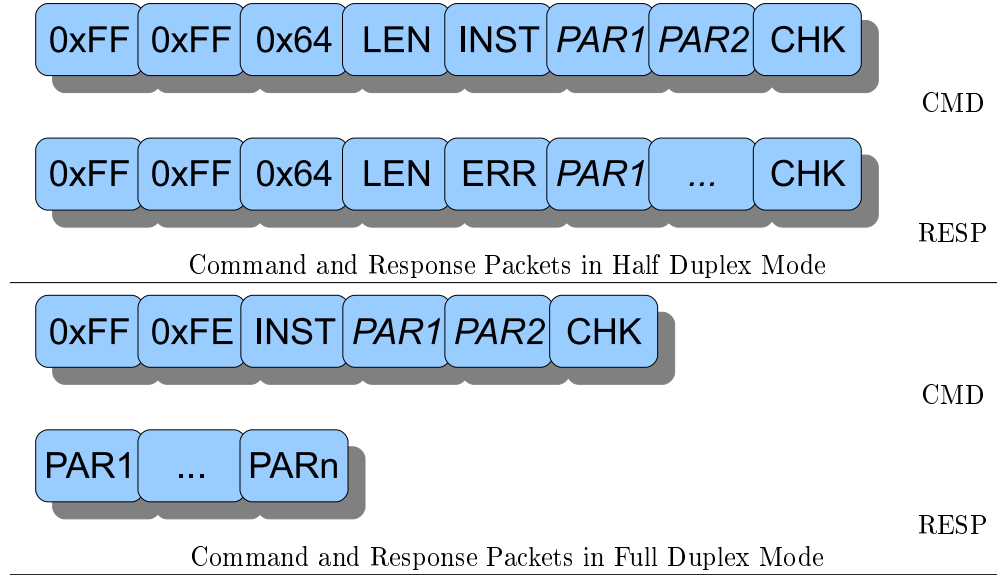 0xFF 0xFF 0x64 LEN INST PAR1 PAR2 CHK
CMD
0xFF 0xFF 0x64 LEN ERR PAR1 ... CHK
RESP
Command and Response Packets in Half Duplex Mode
0xFF 0xFE INST PAR1 PAR2 CHK
CMD
PAR1 ... PARn
RESP
Command and Response Packets in Full Duplex Mode